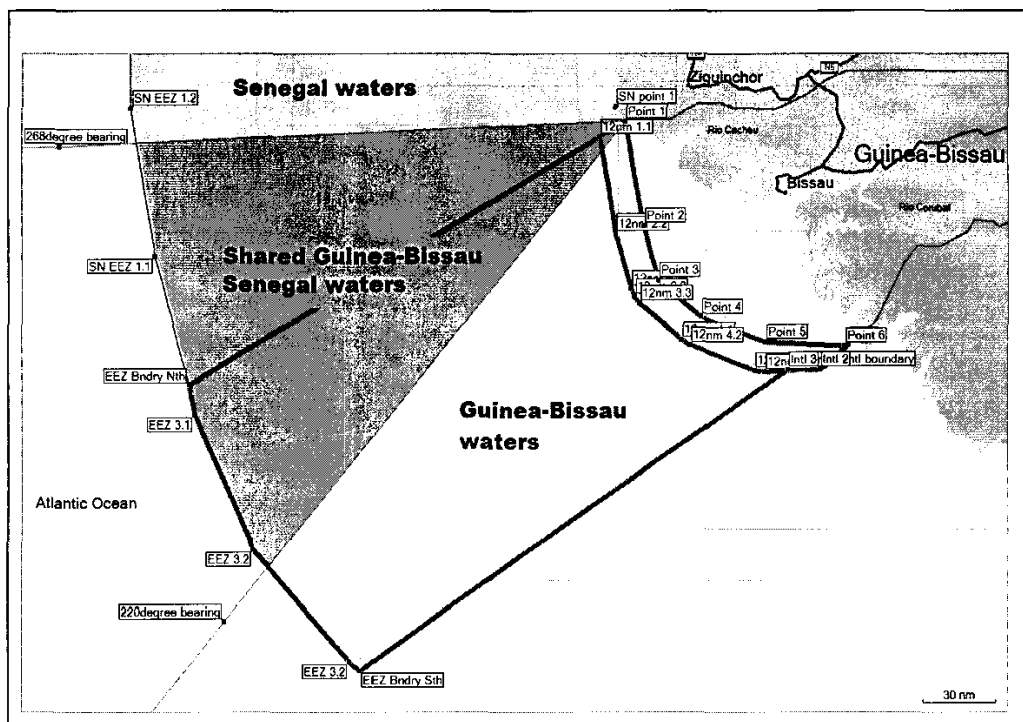 Senegal waters
Ziguinchor
N5
SN EEZ 1.2
SN point 1
Point 1
268degree bearing
12nm 1.1
Rio Cacheu
Guinea-Bissau
Bissau
Rio Corubal
Point 2
12nm 2.2
Shared Guinea-Bissau
Senegal waters
SN EEZ 1.1
Point 3
12nm 3.3
Point 4
12nm 4.2
Point 5
Point 6
Intl 3
Intl 2
ntl boundary
EEZ Bndry Nth
EEZ 3.1
Guinea-Bissau
waters
Atlantic Ocean
EEZ 3.2
220degree bearing
EEZ 3.2
EEZ Bndry Sth
30 nm